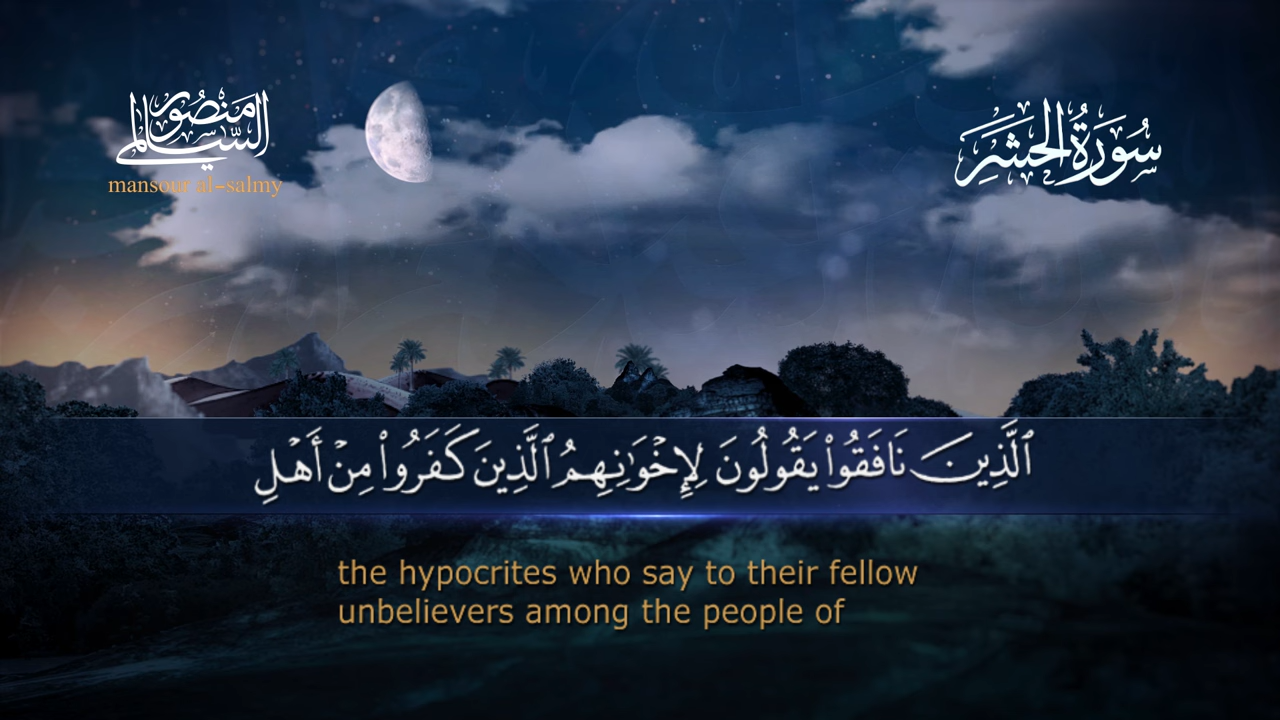 منصور السالمي
mansour al-salmy
سُورَةُ الحَشْرِ
ٱلَّذِينَ نَافَقُوا۟ يَقُولُونَ لِإِخْوَٰنِهِمُ ٱلَّذِينَ كَفَرُوا۟ مِنْ أَهْلِ
the hypocrites who say to their fellow
unbelievers among the people of